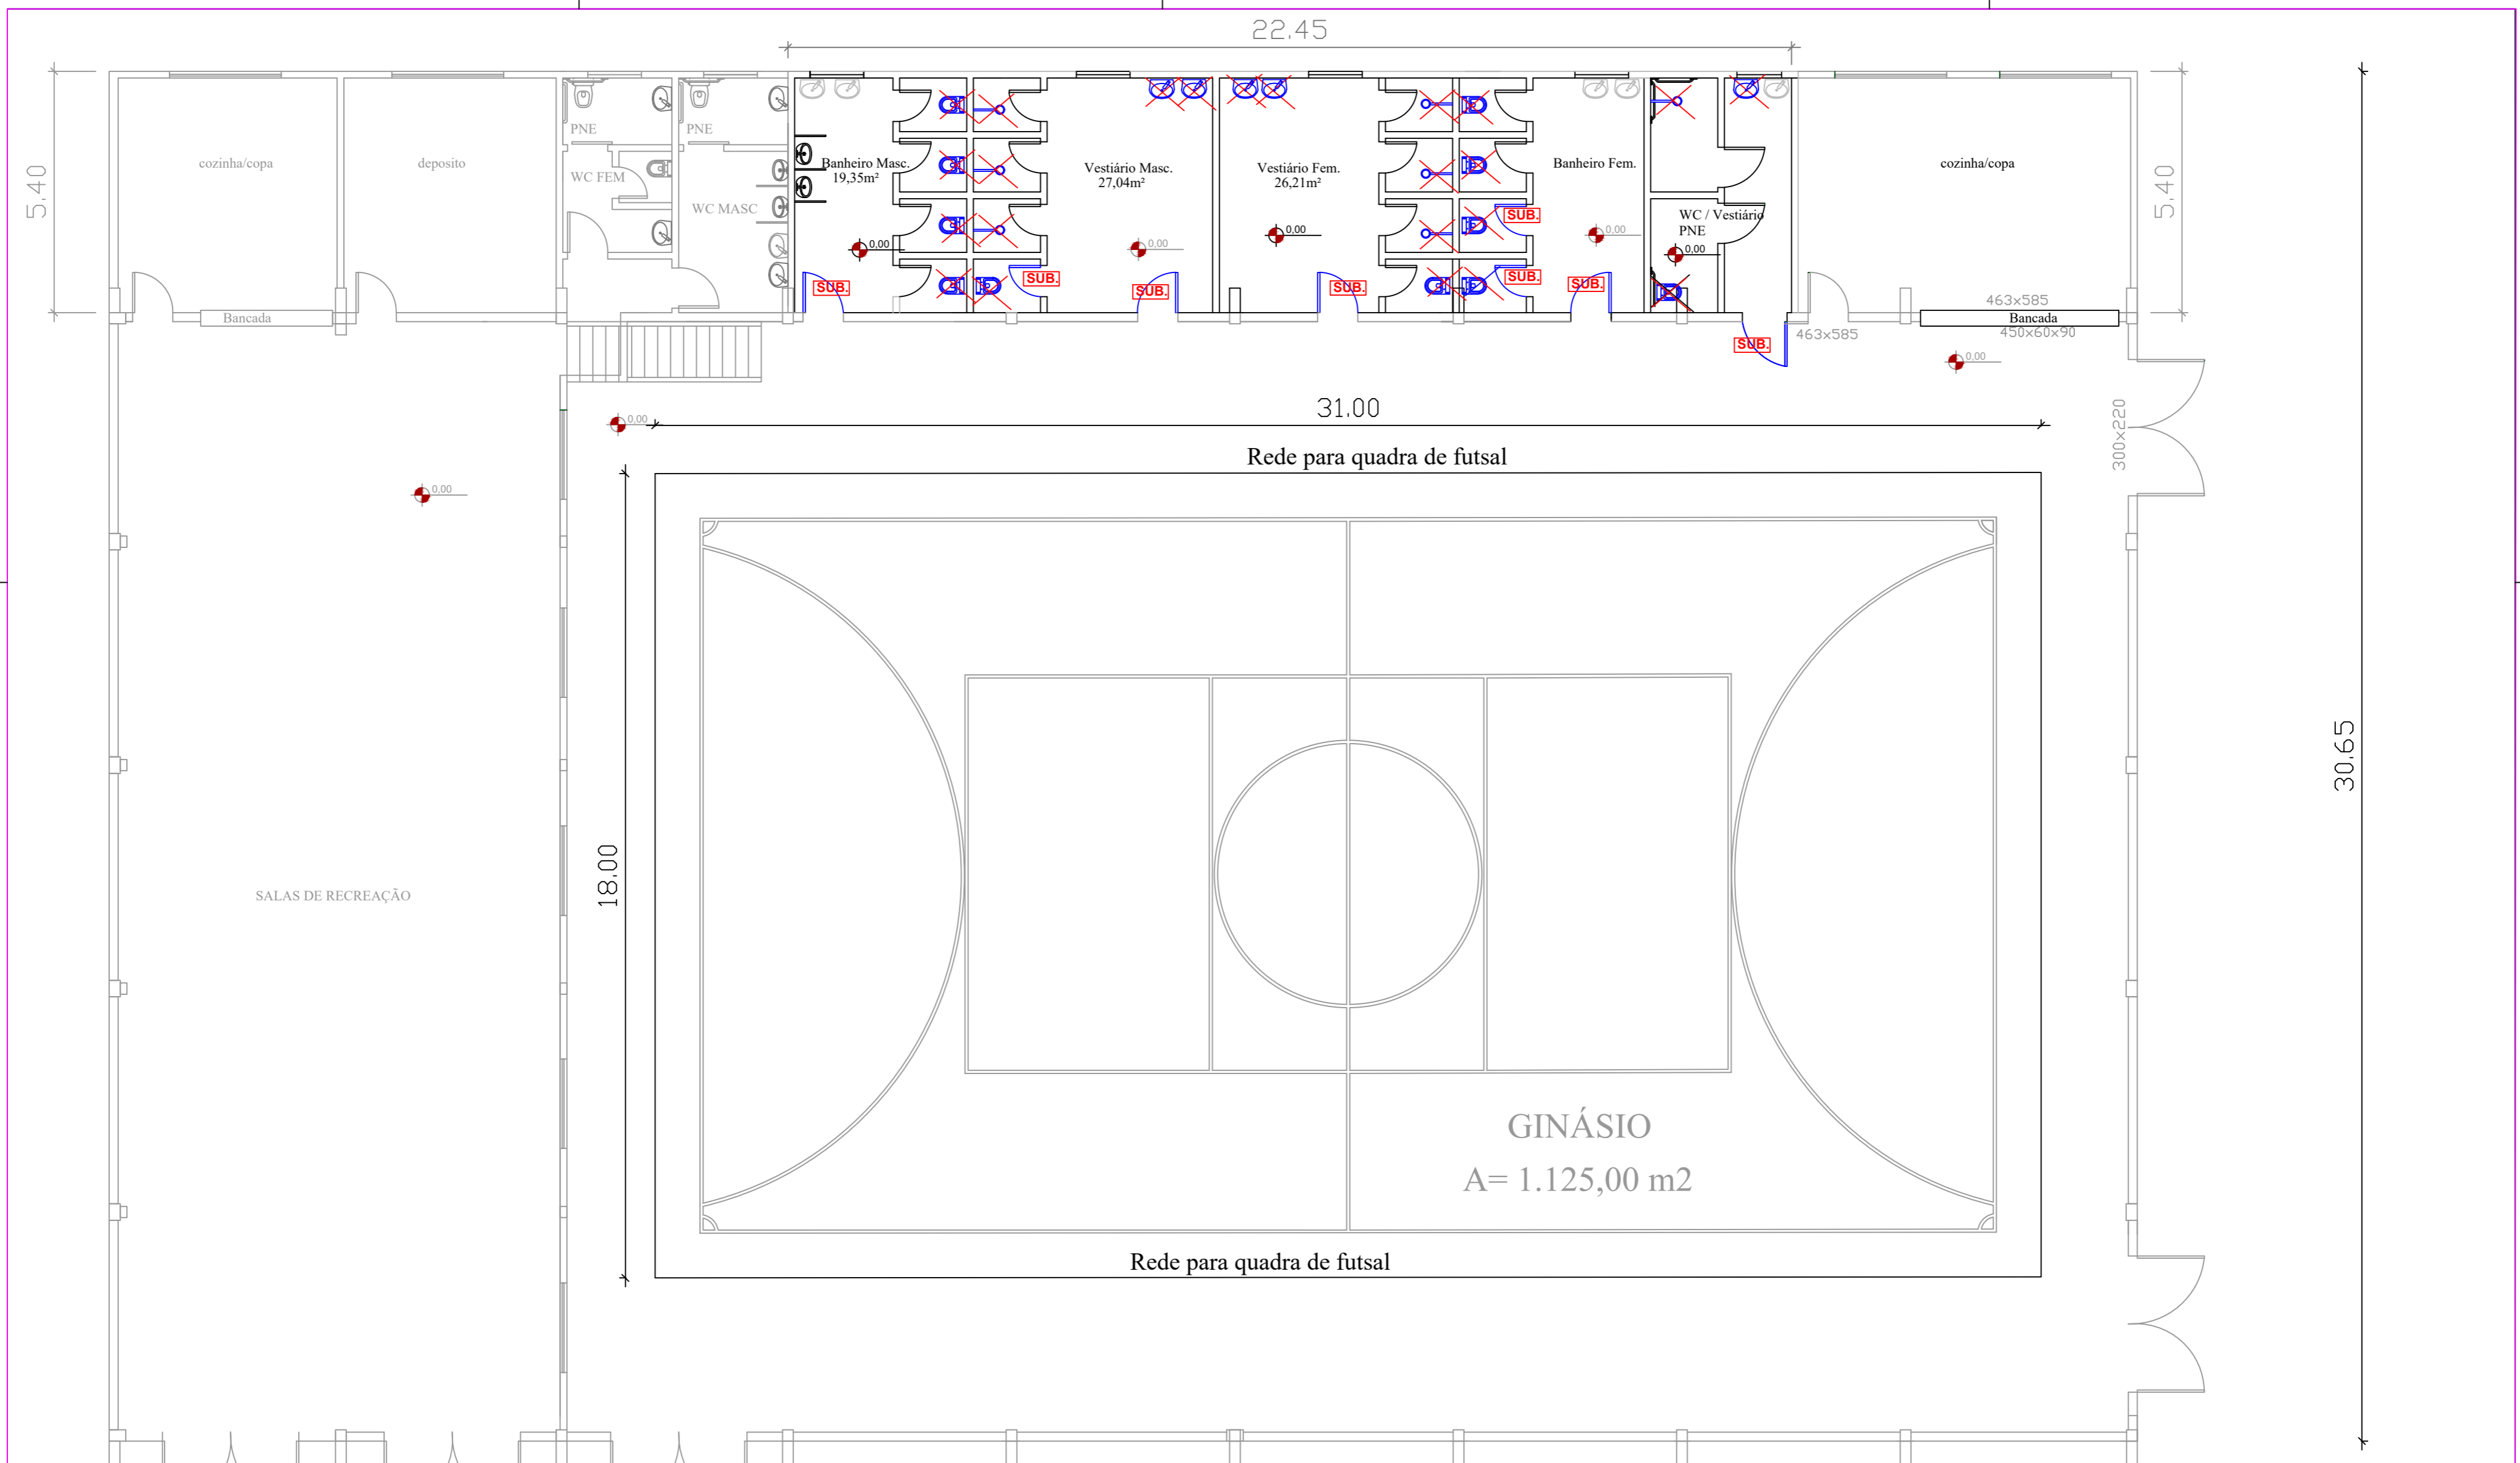 22.45
5.40
cozinha/copa
deposito
PNE
WC FEM
PNE
WC MASC
Banheiro Masc.
19,35m²
0,00
SUB.
SUB.
Vestiário Masc.
27,04m²
0,00
SUB.
Vestiário Fem.
26,21m²
0,00
SUB.
SUB.
SUB.
Banheiro Fem.
0,00
SUB.
WC / Vestiário
PNE
0,00
SUB.
cozinha/copa
5.40
463x585
Bancada
450x60x90
463x585
0,00
Bancada
300x220
0,00
31.00
Rede para quadra de futsal
0,00
18.00
30.65
SALAS DE RECREAÇÃO
GINÁSIO
A= 1.125,00 m2
Rede para quadra de futsal